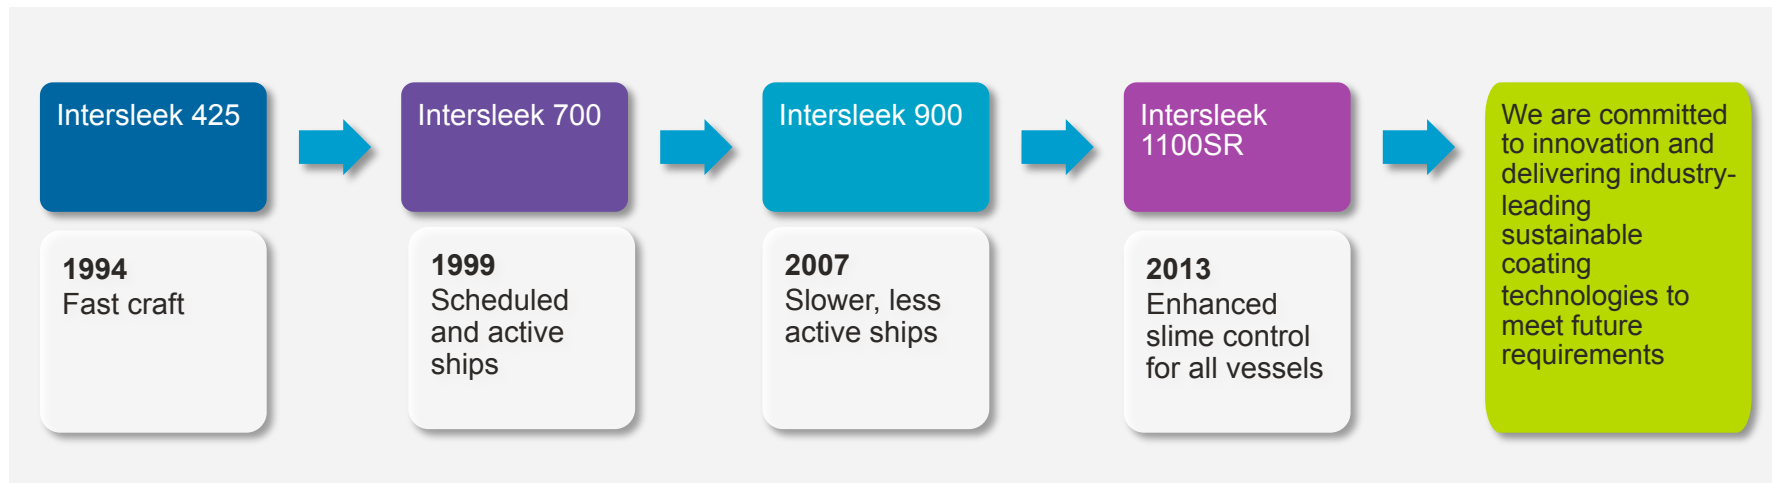 Intersleek 425
1994
Fast craft
Intersleek 700
1999
Scheduled
and active
ships
Intersleek 900
2007
Slower, less
active ships
Intersleek
1100SR
2013
Enhanced
slime control
for all vessels
We are committed
to innovation and
delivering industry-
leading
sustainable
coating
technologies to
meet future
requirements